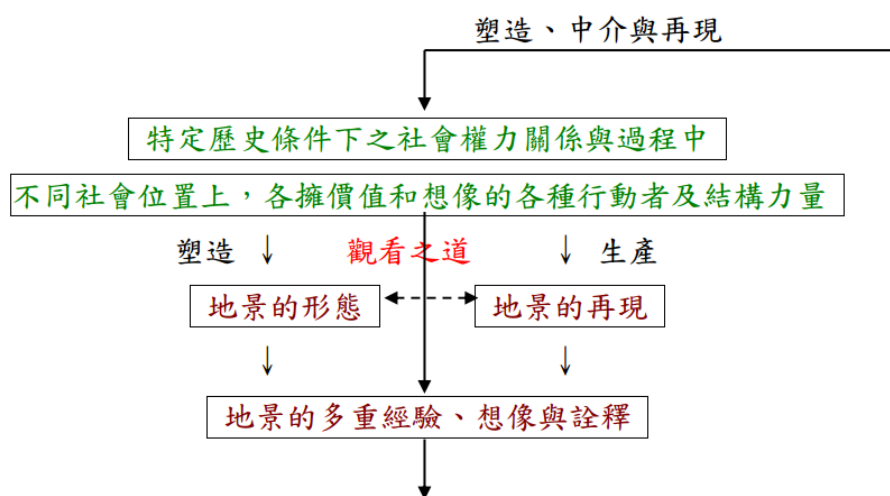 塑造、中介與再現
特定歷史條件下之社會權力關係與過程中
不同社會位置上，各擁價值和想像的各種行動者及結構力量
塑造 ↓ 觀看之道 ↓ 生產
地景的形態 地景的再現
↓ ↓
地景的多重經驗、想像與詮釋